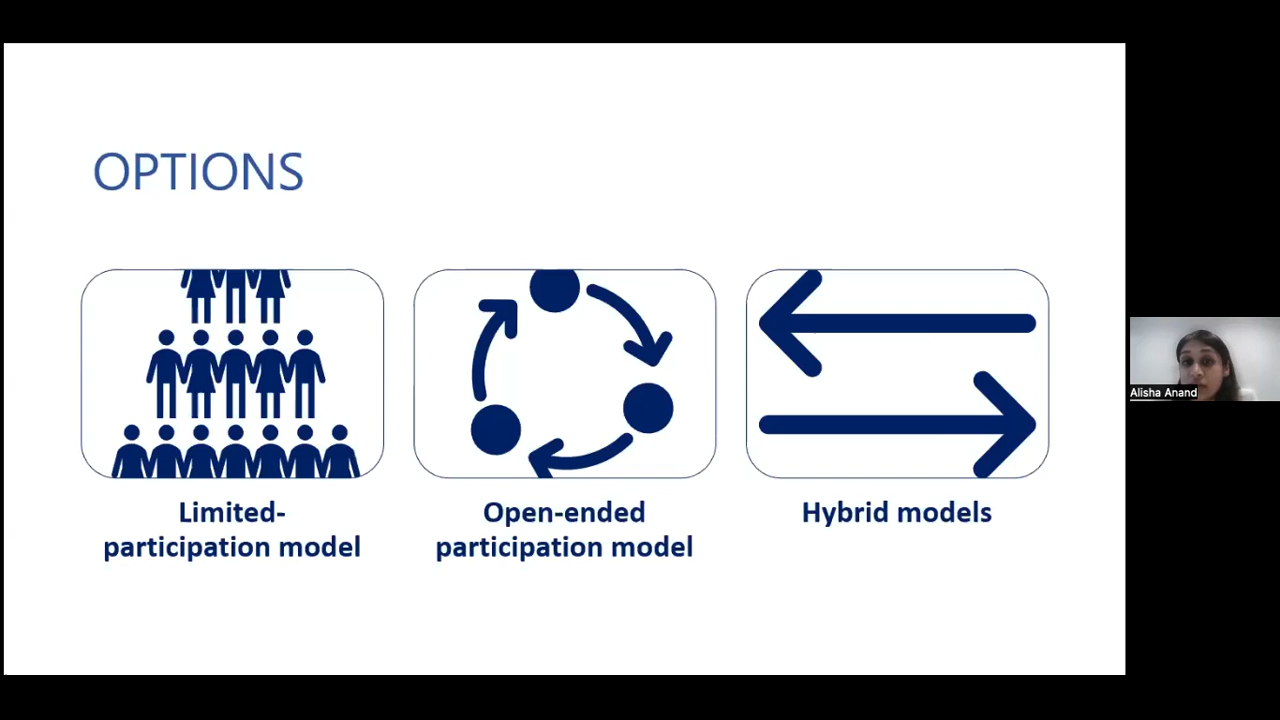 OPTIONS
Limited-
participation model
Open-ended
participation model
Hybrid models
Alisha Anand